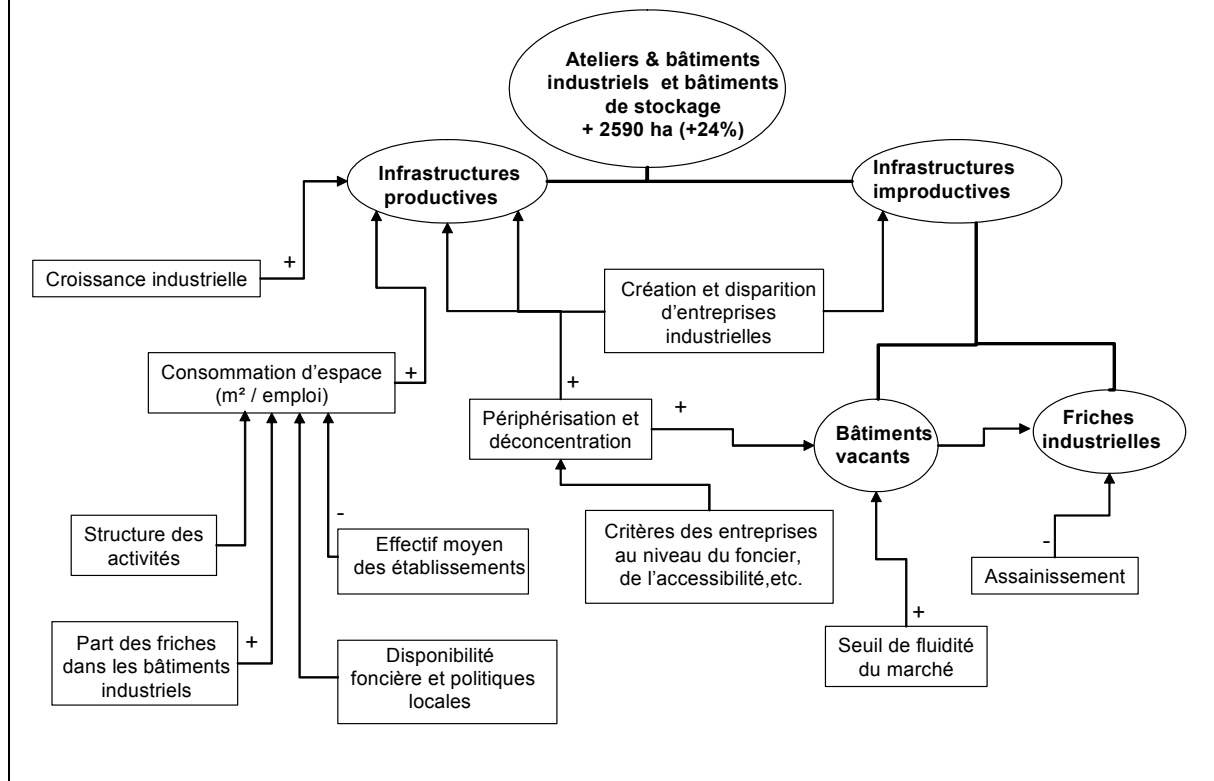 Ateliers & bâtiments
industriels et bâtiments
de stockage
+ 2590 ha (+24%)
Infrastructures
productives
Infrastructures
improductives
+
Croissance industrielle
Création et disparition
d'entreprises
industrielles
Consommation d'espace
(m² / emploi)
+
+
Périphérisation et
déconcentration
+
Bâtiments
vacants
Friches
industrielles
Structure des
activités
-
Effectif moyen
des établissements
Critères des entreprises
au niveau du foncier,
de l'accessibilité,etc.
-
Assainissement
Part des friches
dans les bâtiments
industriels
+
Disponibilité
foncière et politiques
locales
+
Seuil de fluidité
du marché